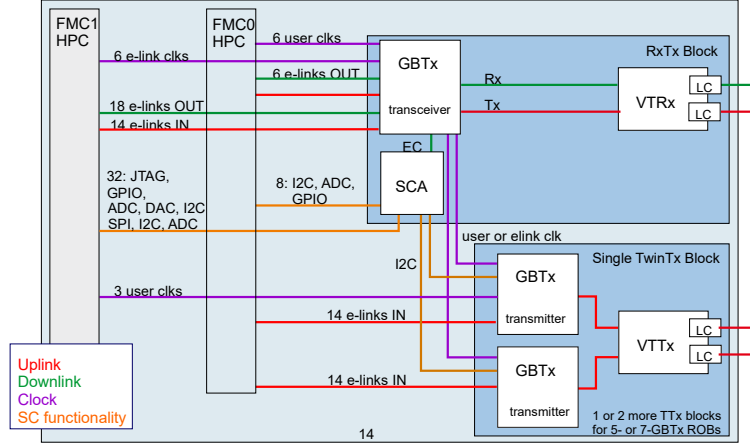 FMC1
HPC
FMC0
HPC
6 user clks
6 e-link clks
6 e-links OUT
18 e-links OUT
14 e-links IN
GBTx
transceiver
RxTx Block
Rx
Tx
VTRx
LC
LC
EC
SCA
32: JTAG,
GPIO,
ADC, DAC, I2C
SPI, I2C, ADC
8: I2C, ADC,
GPIO
user or elink clk
I2C
Single TwinTx Block
GBTx
transmitter
3 user clks
14 e-links IN
VTTx
LC
LC
GBTx
transmitter
14 e-links IN
1 or 2 more TTx blocks
for 5- or 7-GBTx ROBs
Uplink
Downlink
Clock
SC functionality
14